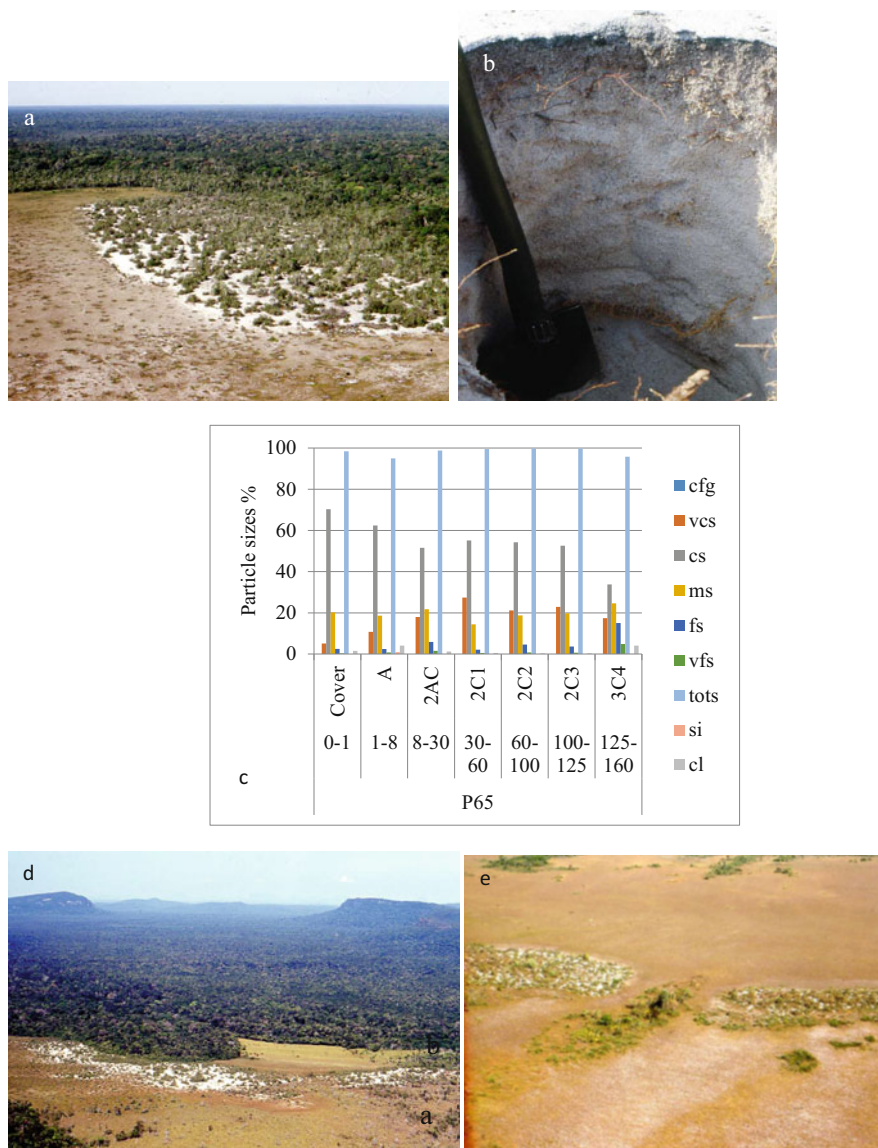 a
b
100
80
60
40
20
0
Particle sizes %
Cover
A
2AC
2C1
2C2
2C3
3C4
0-1
1-8
8-30
30-
60
60-
100
100-
125
125-
160
P65
cfg
vcs
cs
ms
fs
vfs
tots
si
cl
c
d
b
a
e